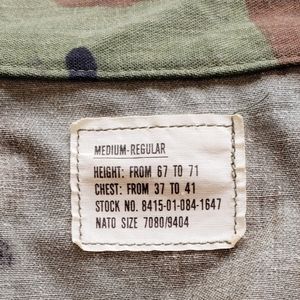 MEDIUM-REGULAR
HEIGHT: FROM 67 TO 71
CHEST: FROM 37 TO 41
STOCK NO. 8415-01-084-1647
NATO SIZE 7080/9404